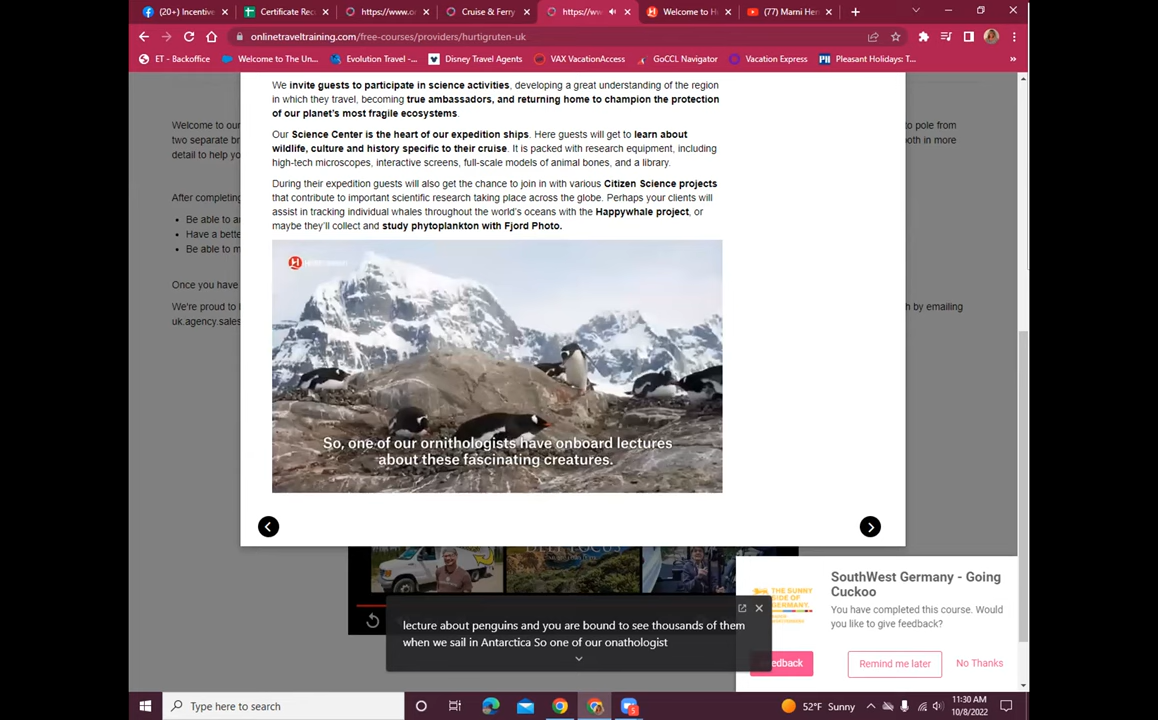 (20+) Incentiv
Certificate Rec
https://www.o
Cruise & Ferry
https://ww
Welcome to H
(77) Marni Her
onlinetraveltraining.com/free-courses/providers/hurtigruten-uk
ET - Backoffice
Welcome to The Un...
Evolution Travel -...
Disney Travel Agents
VAX VacationAccess
GoCCL Navigator
Vacation Express
Pleasant Holidays: T...
We invite guests to participate in science activities, developing a great understanding of the region
in which they travel, becoming true ambassadors, and returning home to champion the protection
of our planet's most fragile ecosystems.
Our Science Center is the heart of our expedition ships. Here guests will get to learn about
wildlife, culture and history specific to their cruise. It is packed with research equipment, including
high-tech microscopes, interactive screens, full-scale models of animal bones, and a library.
During their expedition guests will also get the chance to join in with various Citizen Science projects
that contribute to important scientific research taking place across the globe. Perhaps your clients will
assist in tracking individual whales throughout the world's oceans with the Happywhale project, or
maybe they'll collect and study phytoplankton with Fjord Photo.
Welcome to our
two separate br
detail to help yo
After completing
Be able to a
Have a bette
Be able to m
Once you have
We're proud to
uk.agency.sales
to pole from
oth in more
h by emailing
So, one of our ornithologists have onboard lectures
about these fascinating creatures.
lecture about penguins and you are bound to see thousands of them
when we sail in Antarctica So one of our onathologist
THE SUNNY
SIDE OF
GERMANY.
SouthWest Germany - Going
Cuckoo
You have completed this course. Would
you like to give feedback?
edback
Remind me later
No Thanks
Type here to search
52°F Sunny
11:30 AM
10/8/2022